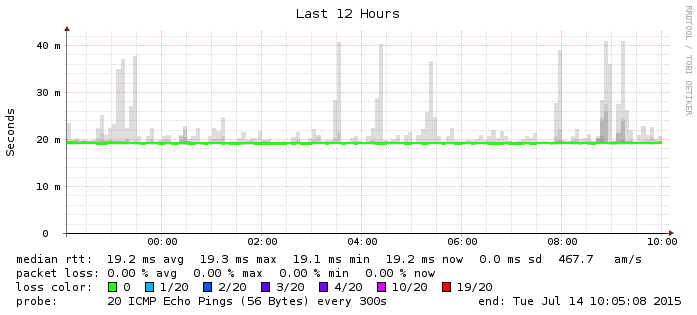 Last 12 Hours
RRDTOOL / TOBI OETIKER
Seconds
40 m
30 m
20 m
10 m
0
00:00 02:00 04:00 06:00 08:00 10:00
median rtt: 19.2 ms avg 19.3 ms max 19.1 ms min 19.2 ms now 0.0 ms sd 467.7 am/s
packet loss: 0.00 % avg 0.00 % max 0.00 % min 0.00 % now
loss color: 0 1/20 2/20 3/20 4/20 10/20 19/20
probe: 20 ICMP Echo Pings (56 Bytes) every 300s end: Tue Jul 14 10:05:08 2015